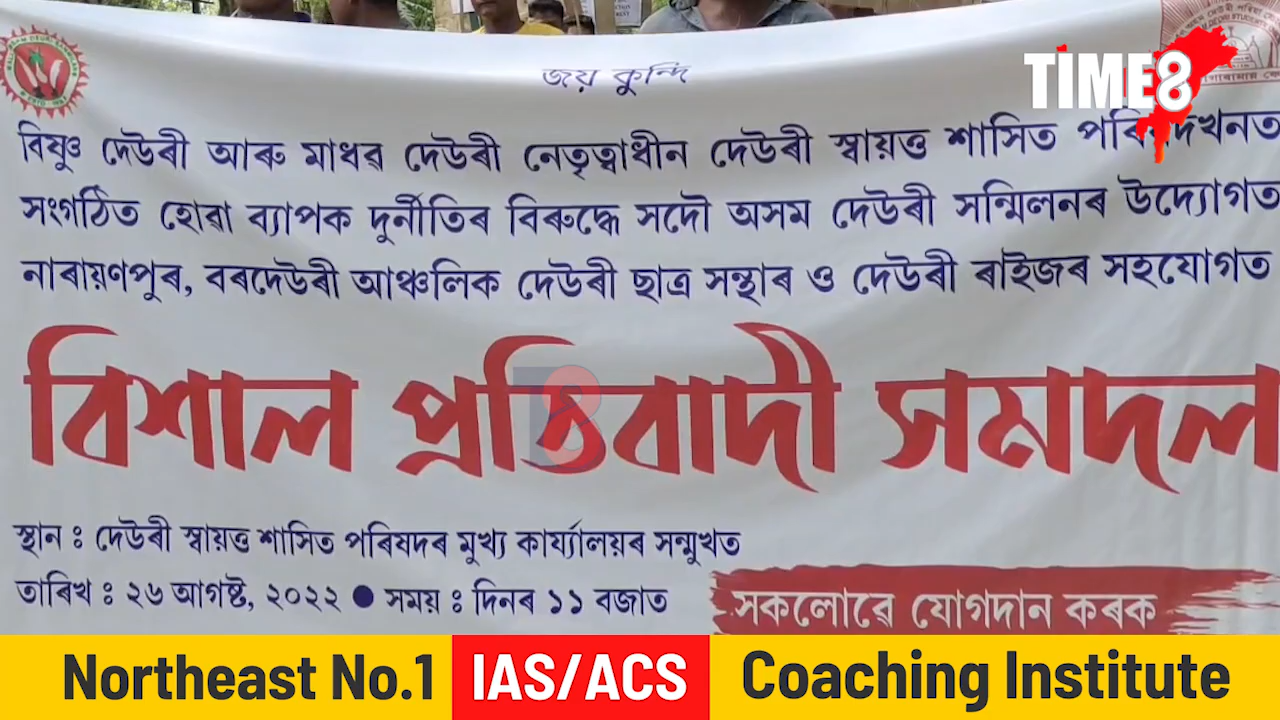 জয় কুন্দি
TIME8
বিষ্ণু দেউৰী আৰু মাধৱ দেউৰী নেতৃত্বাধীন দেউৰী স্বায়ত্ত শাসিত পৰিষদখনত
সংগঠিত হোৱা ব্যাপক দুৰ্নীতিৰ বিৰুদ্ধে সদৌ অসম দেউৰী সন্মিলনৰ উদ্যোগত
নাৰায়ণপুৰ, বৰদেউৰী আঞ্চলিক দেউৰী ছাত্ৰ সন্থাৰ ও দেউৰী ৰাইজৰ সহযোগত
বিশাল প্ৰতিবাদী সমদল
স্থান : দেউৰী স্বায়ত্ত শাসিত পৰিষদৰ মুখ্য কাৰ্য্যালয়ৰ সন্মুখত
তাৰিখ : ২৬ আগষ্ট, ২০২২ ● সময় : দিনৰ ১১ বজাত
সকলোৱে যোগদান কৰক
Northeast No.1 IAS/ACS Coaching Institute